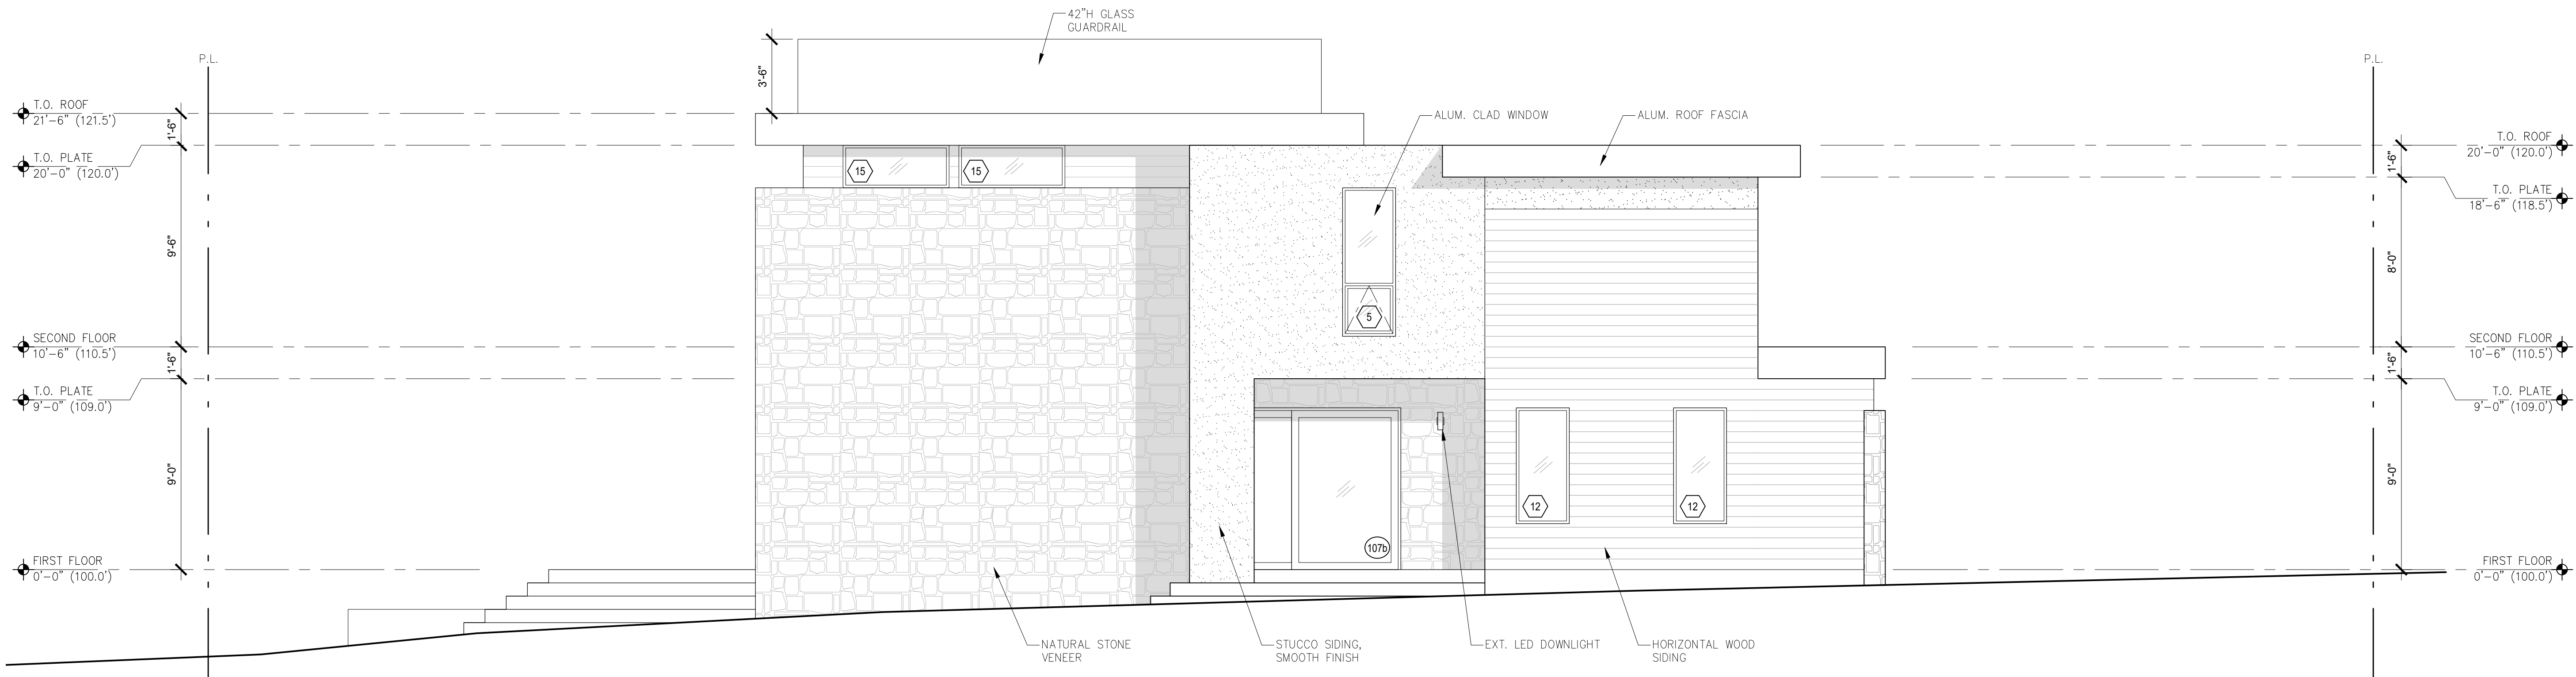 42"H GLASS
GUARDRAIL
3'-6"
P.L.
P.L.
T.O. ROOF
21'-6" (121.5')
1'-6"
T.O. PLATE
20'-0" (120.0')
9'-6"
SECOND FLOOR
10'-6" (110.5')
1'-6"
T.O. PLATE
9'-0" (109.0')
9'-0"
FIRST FLOOR
0'-0" (100.0')
ALUM. CLAD WINDOW
ALUM. ROOF FASCIA
15
15
5
12
12
107b
NATURAL STONE
VENEER
STUCCO SIDING,
SMOOTH FINISH
EXT. LED DOWNLIGHT
HORIZONTAL WOOD
SIDING
T.O. ROOF
20'-0" (120.0')
1'-6"
T.O. PLATE
18'-6" (118.5')
8'-0"
SECOND FLOOR
10'-6" (110.5')
1'-6"
T.O. PLATE
9'-0" (109.0')
9'-0"
FIRST FLOOR
0'-0" (100.0')